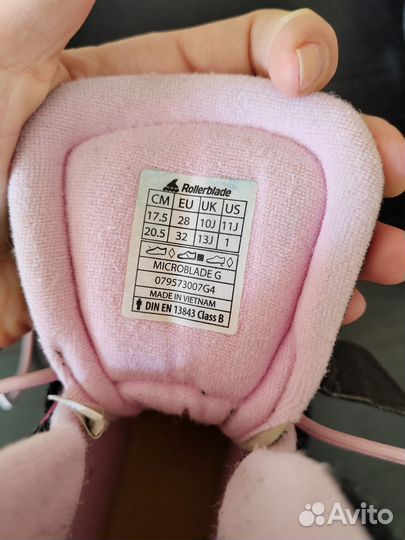 Rollerblade
CM EU UK US
17.5 28 10J 11J
20.5 32 13J 1
MICROBLADE G
079573007G4
MADE IN VIETNAM
DIN EN 13843 Class B
Avito